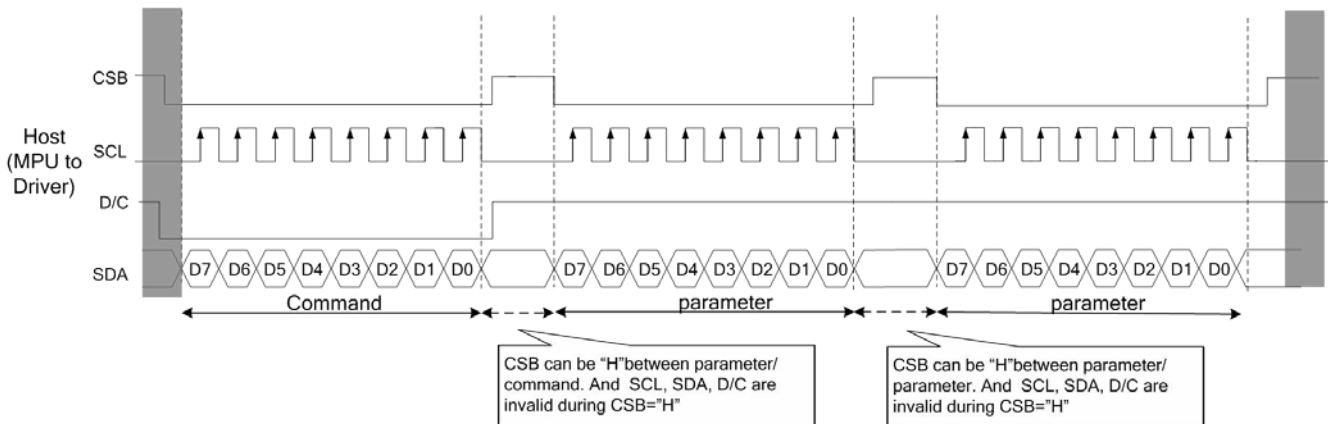 CSB
Host
(MPU to
Driver)
SCL
D/C
SDA
D7 D6 D5 D4 D3 D2 D1 D0 D7 D6 D5 D4 D3 D2 D1 D0 D7 D6 D5 D4 D3 D2 D1 D0
Command parameter parameter
CSB can be “H”between parameter/
command. And SCL, SDA, D/C are
invalid during CSB=”H”
CSB can be “H”between parameter/
parameter. And SCL, SDA, D/C are
invalid during CSB=”H”